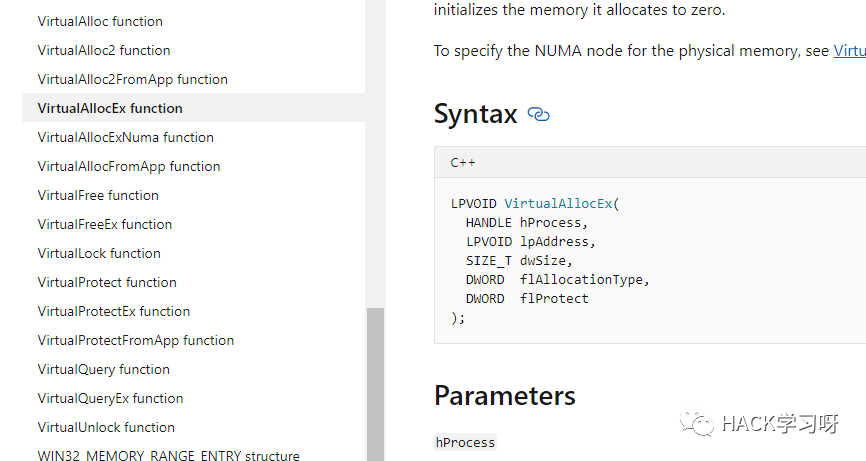 VirtualAlloc function
VirtualAlloc2 function
VirtualAlloc2FromApp function
VirtualAllocEx function
VirtualAllocExNuma function
VirtualAllocFromApp function
VirtualFree function
VirtualFreeEx function
VirtualLock function
VirtualProtect function
VirtualProtectEx function
VirtualProtectFromApp function
VirtualQuery function
VirtualQueryEx function
VirtualUnlock function
WIN32_MEMORY_RANGE_ENTRY structure
initializes the memory it allocates to zero.
To specify the NUMA node for the physical memory, see Virtu
Syntax
C++
LPVOID VirtualAllocEx(
HANDLE hProcess,
LPVOID lpAddress,
SIZE_T dwSize,
DWORD  flAllocationType,
DWORD  flProtect
);
Parameters
hProcess
HACK学习呀